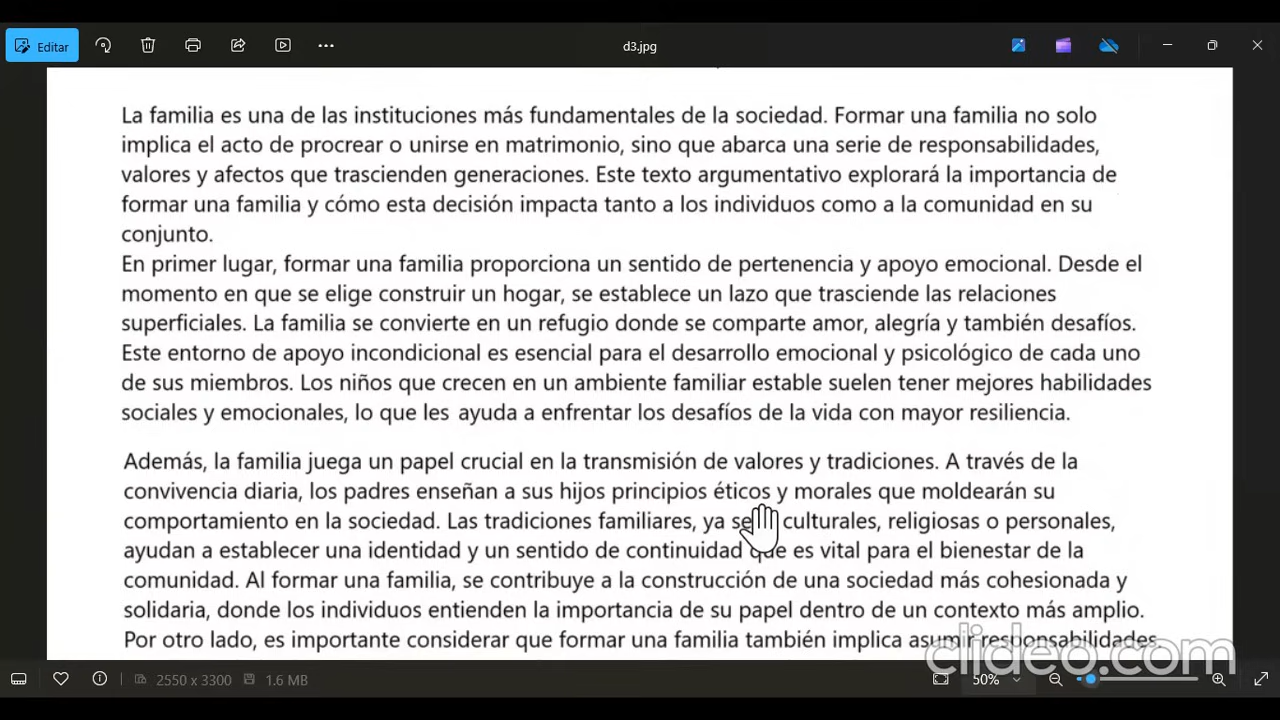 Editar
d3.jpg
La familia es una de las instituciones más fundamentales de la sociedad. Formar una familia no solo
implica el acto de procrear o unirse en matrimonio, sino que abarca una serie de responsabilidades,
valores y afectos que trascienden generaciones. Este texto argumentativo explorará la importancia de
formar una familia y cómo esta decisión impacta tanto a los individuos como a la comunidad en su
conjunto.
En primer lugar, formar una familia proporciona un sentido de pertenencia y apoyo emocional. Desde el
momento en que se elige construir un hogar, se establece un lazo que trasciende las relaciones
superficiales. La familia se convierte en un refugio donde se comparte amor, alegría y también desafíos.
Este entorno de apoyo incondicional es esencial para el desarrollo emocional y psicológico de cada uno
de sus miembros. Los niños que crecen en un ambiente familiar estable suelen tener mejores habilidades
sociales y emocionales, lo que les ayuda a enfrentar los desafíos de la vida con mayor resiliencia.
Además, la familia juega un papel crucial en la transmisión de valores y tradiciones. A través de la
convivencia diaria, los padres enseñan a sus hijos principios éticos y morales que moldearán su
comportamiento en la sociedad. Las tradiciones familiares, ya culturales, religiosas o personales,
ayudan a establecer una identidad y un sentido de continuidad que es vital para el bienestar de la
comunidad. Al formar una familia, se contribuye a la construcción de una sociedad más cohesionada y
solidaria, donde los individuos entienden la importancia de su papel dentro de un contexto más amplio.
Por otro lado, es importante considerar que formar una familia también implica asumir responsabilidades
clideo.com
2550 x 3300
1.6 MB
50%